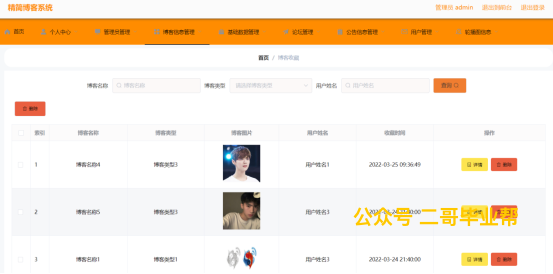 精简博客系统 管理员 admin 退出到前台 退出登录
首页 个人中心 管理员管理 博客信息管理 基础数据管理 论坛管理 公告信息管理 用户管理 轮播图信息
首页 / 博客收藏
博客名称 博客名称 博客类型 请选择博客类型 用户姓名 用户姓名 查询
删除
索引 博客名称 博客类型 博客图片 用户姓名 收藏时间 操作
1 博客名称4 博客类型3 用户姓名1 2022-03-25 09:36:49 详情 删除
2 博客名称5 博客类型3 用户姓名3
公众号 二哥毕业帮
3 博客名称1 博客类型1 用户姓名3 2022-03-24 21:40:00 详情 删除